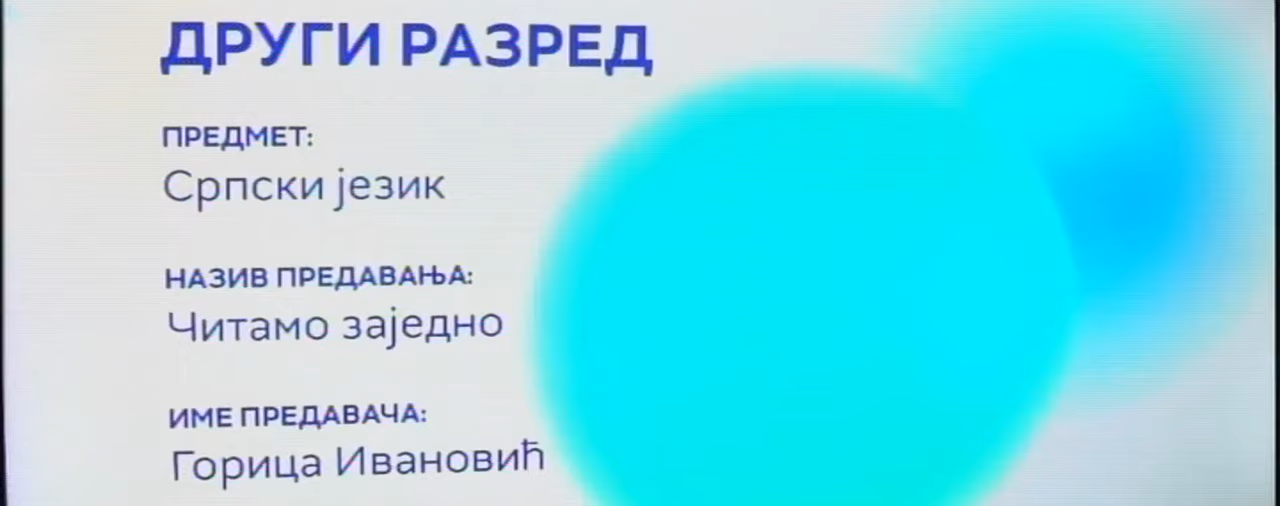 ДРУГИ РАЗРЕД
ПРЕДМЕТ:
Српски језик
НАЗИВ ПРЕДАВАЊА:
Читамо заједно
ИМЕ ПРЕДАВАЧА:
Горица Ивановић